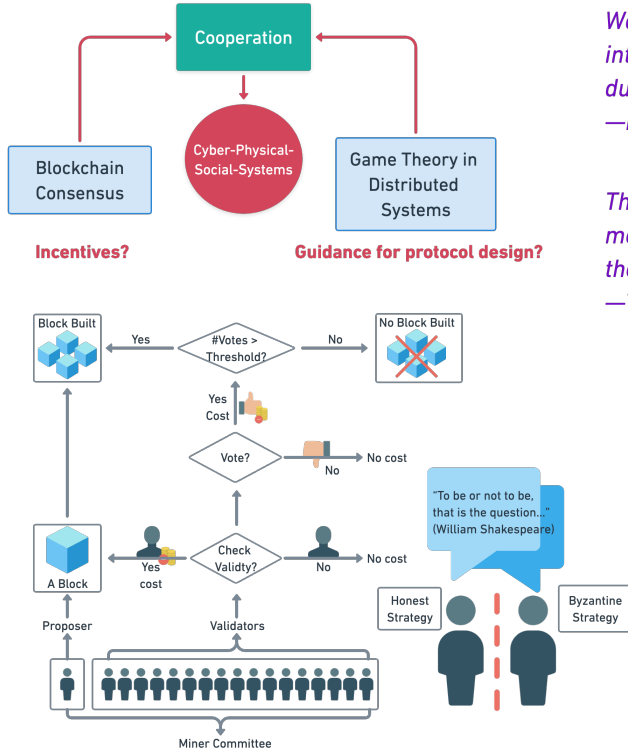 Cooperation
Cyber-Physical-
Social-Systems
Blockchain
Consensus
Game Theory in
Distributed
Systems
Incentives?
Guidance for protocol design?
Block Built
Yes
#Votes >
Threshold?
No
No Block Built
Yes
Cost
Vote?
No
No cost
"To be or not to be,
that is the question..."
(William Shakespeare)
A Block
Yes
cost
Check
Validty?
No
No cost
Honest
Strategy
Byzantine
Strategy
Proposer
Validators
Miner Committee